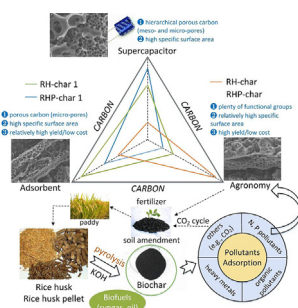 ❶ hierarchical porous carbon
(meso- and micro-pores)
❷ high specific surface area
Supercapacitor
RH-char 1
RHP-char 1
RH-char
RHP-char
❶ porous carbon (micro-pores)
❷ high specific surface area
❸ relatively high yield/low cost
❶ plenty of functional groups
❷ relatively high specific
surface area
❸ high yield/low cost
CARBON
CARBON
CARBON
Adsorbent
Agronomy
fertilizer
paddy
CO₂ cycle
soil amendment
pyrolysis
KOH
Rice husk
Rice husk pellet
Biochar
Biofuels
others
(e.g., CO₂)
N, P pollutants
Pollutants
Adsorption
heavy metals
organic
pollutants